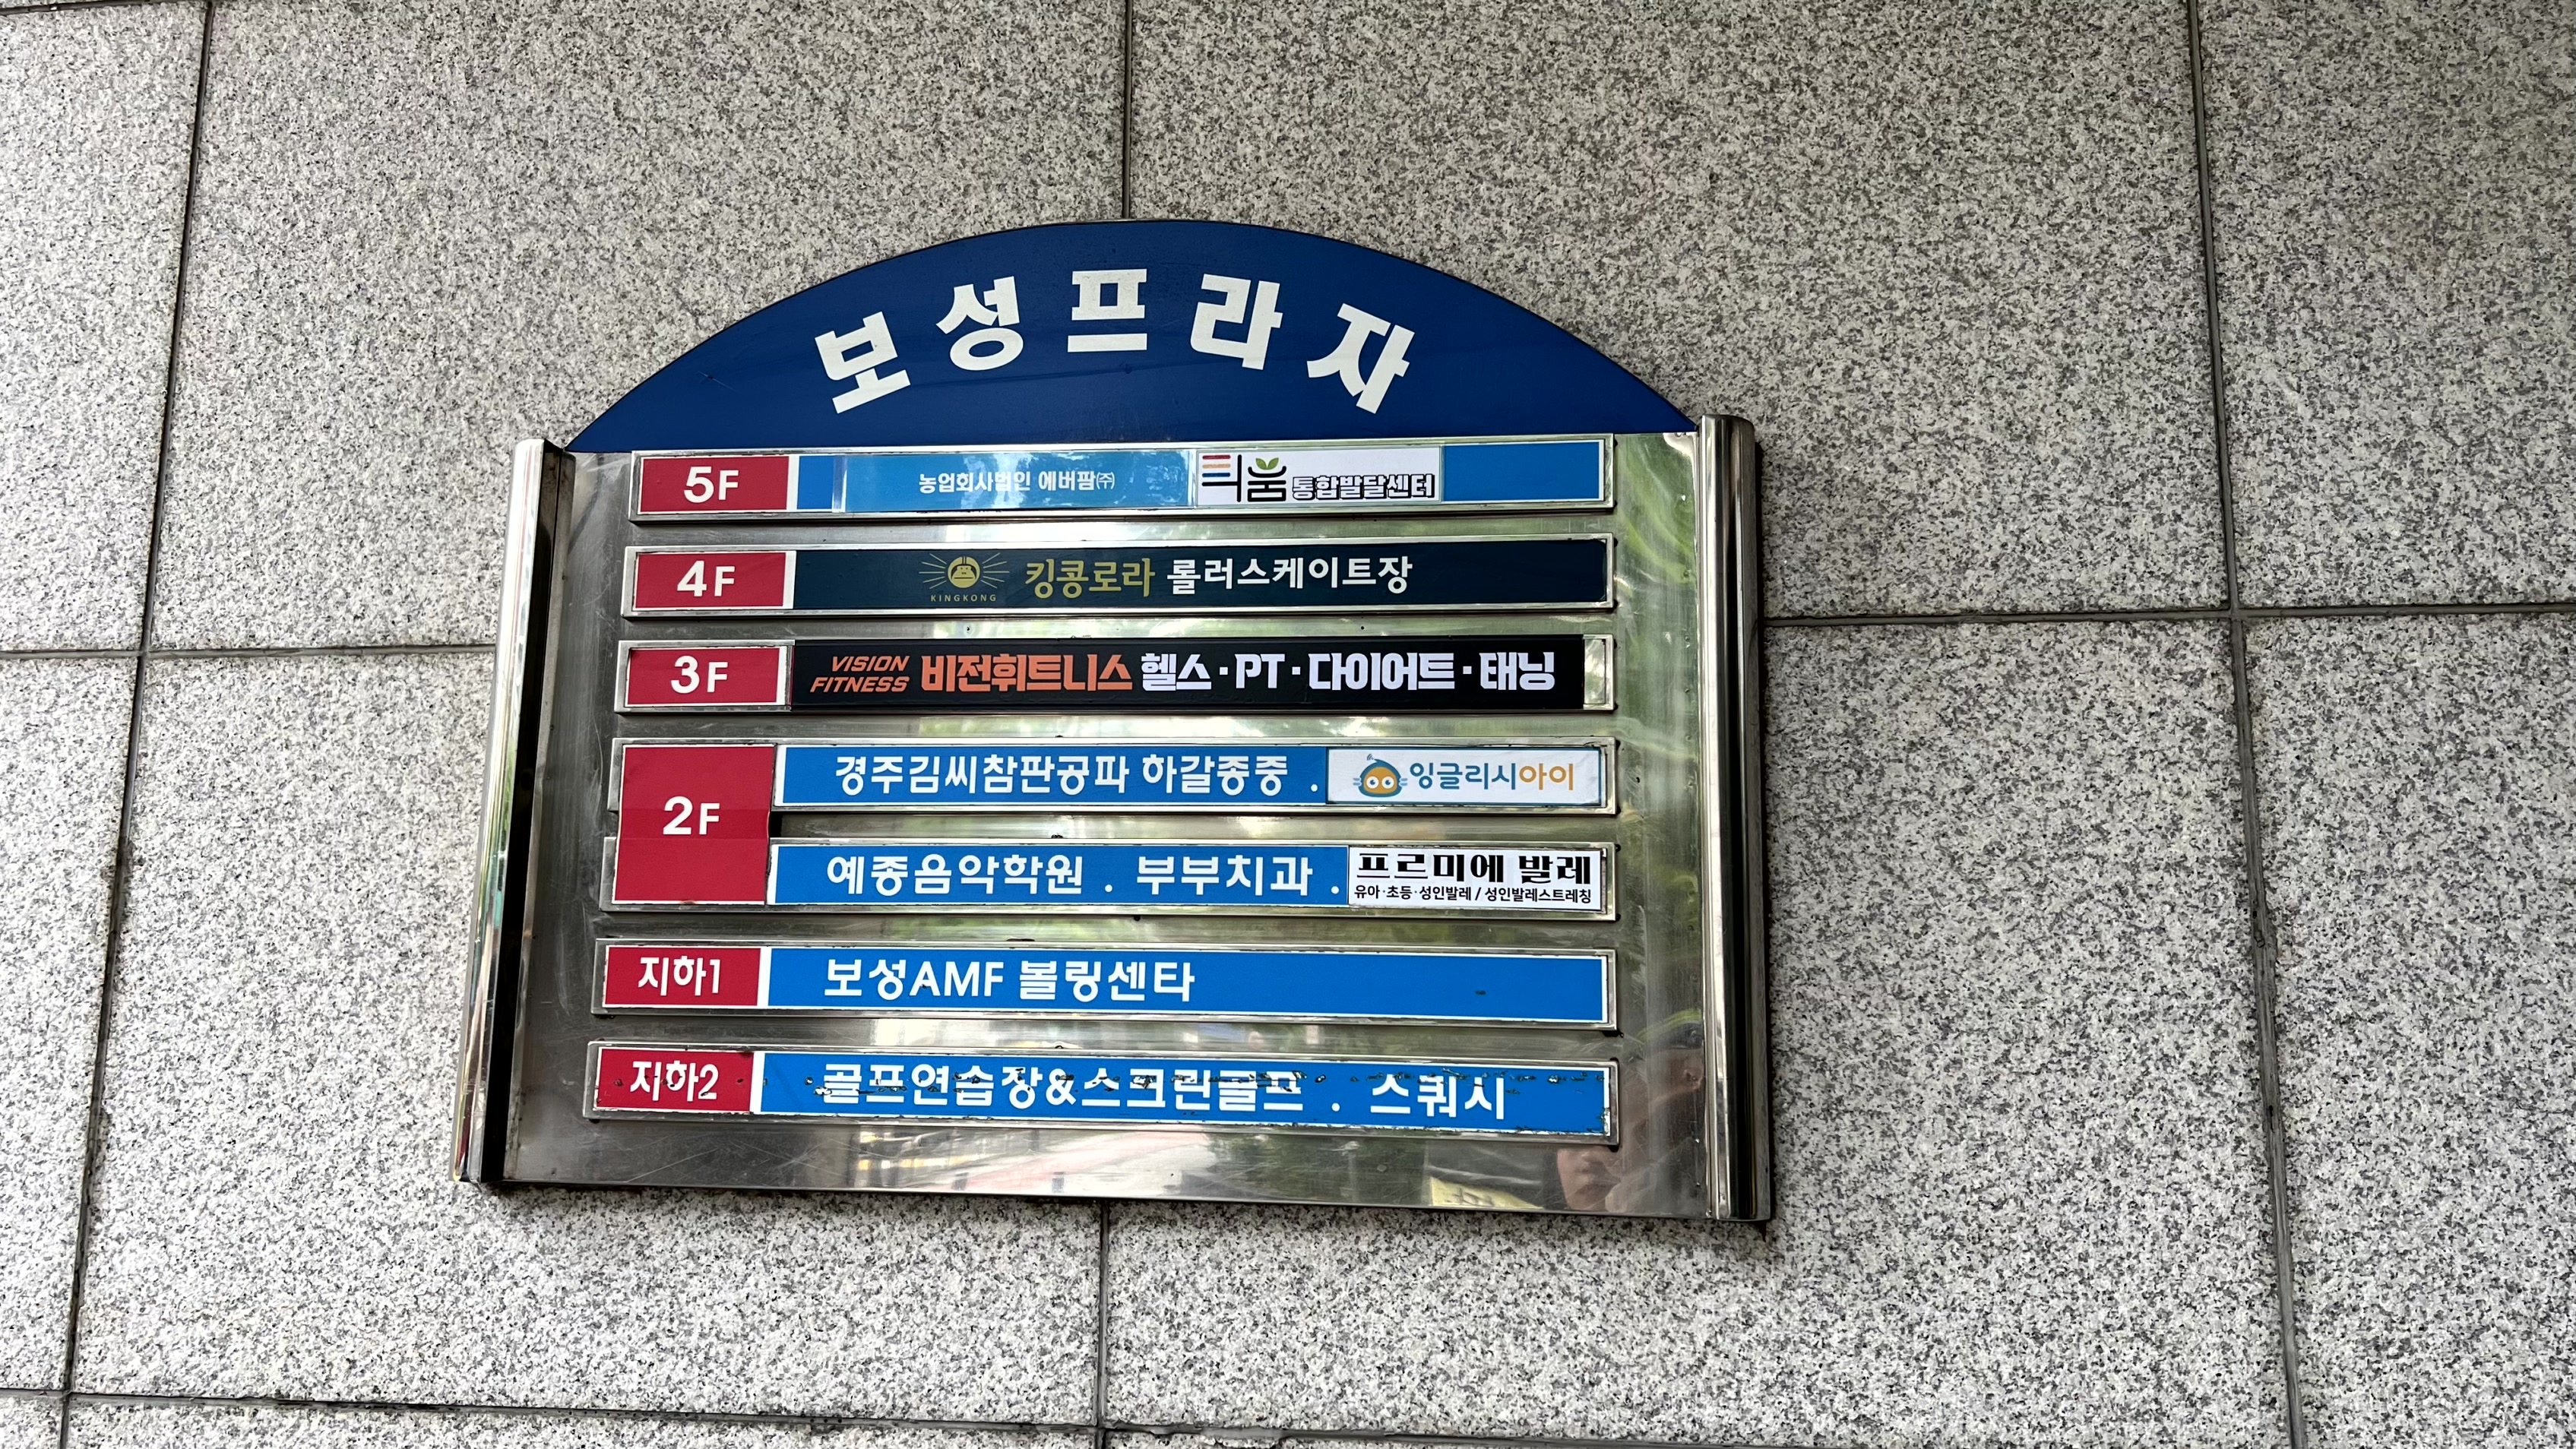 보성프라자
5F 농업회사법인 에버팜㈜ 틔움 통합발달센터
4F KINGKONG 킹콩로라 롤러스케이트장
3F VISION FITNESS 비전휘트니스 헬스·PT·다이어트·태닝
2F 경주김씨참판공파 하갈종중 . 잉글리시아이
예종음악학원 . 부부치과 . 프르미에 발레
유아·초등·성인발레 / 성인발레스트레칭
지하1 보성AMF 볼링센타
지하2 골프연습장&스크린골프 . 스쿼시